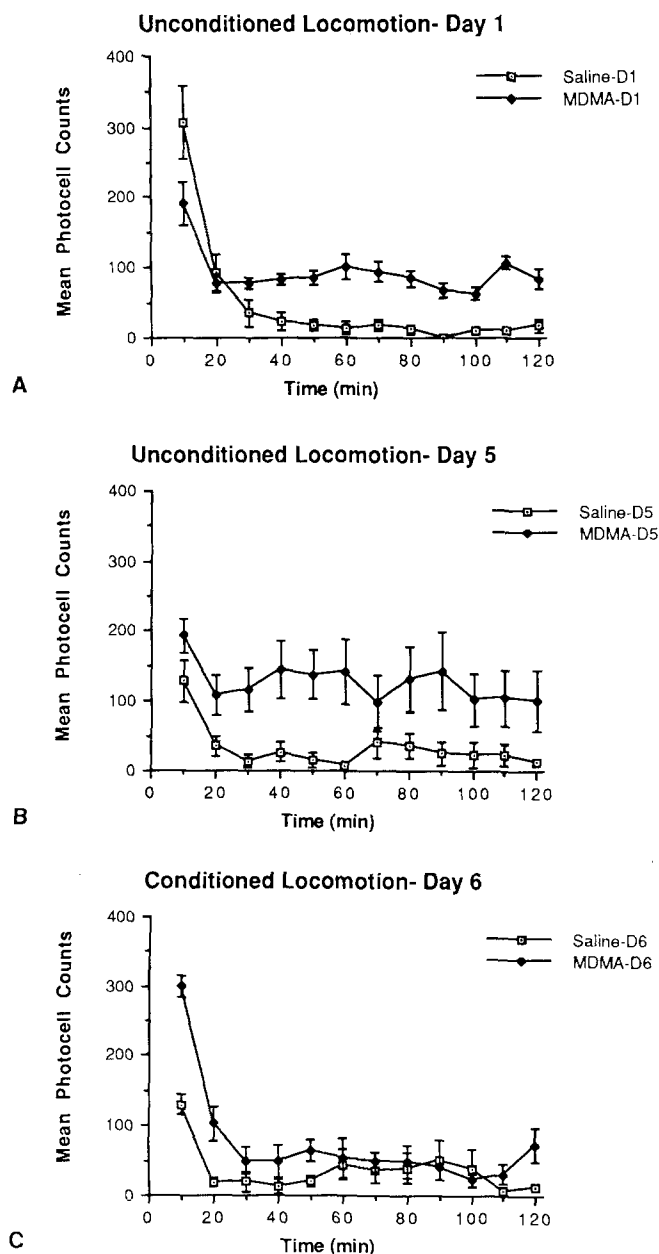 Unconditioned Locomotion- Day 1
400
300
200
100
0
Mean Photocell Counts
Saline-D1
MDMA-D1
0 20 40 60 80 100 120
Time (min)
A
Unconditioned Locomotion- Day 5
400
300
200
100
0
Mean Photocell Counts
Saline-D5
MDMA-D5
0 20 40 60 80 100 120
Time (min)
B
Conditioned Locomotion- Day 6
400
300
200
100
0
Mean Photocell Counts
Saline-D6
MDMA-D6
0 20 40 60 80 100 120
Time (min)
C